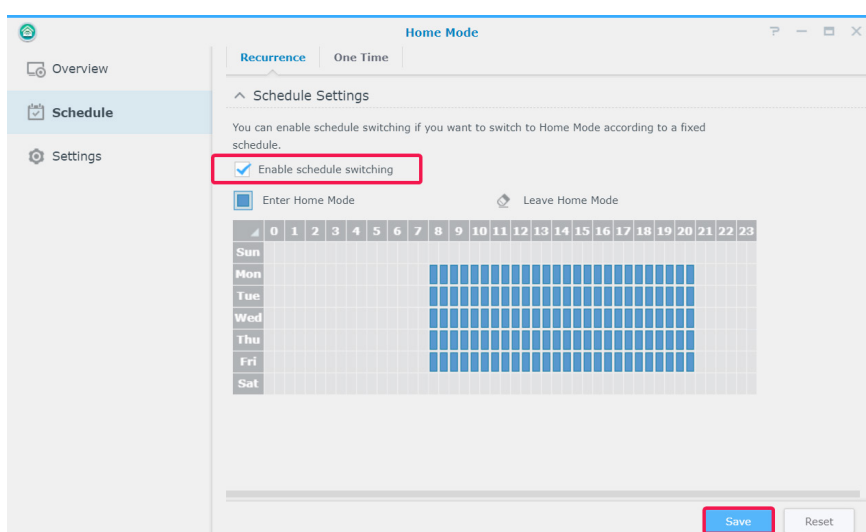 Home Mode
Overview
Schedule
Settings
Recurrence One Time
Schedule Settings
You can enable schedule switching if you want to switch to Home Mode according to a fixed
schedule.
Enable schedule switching
Enter Home Mode Leave Home Mode
0 1 2 3 4 5 6 7 8 9 10 11 12 13 14 15 16 17 18 19 20 21 22 23
Sun
Mon
Tue
Wed
Thu
Fri
Sat
Save Reset